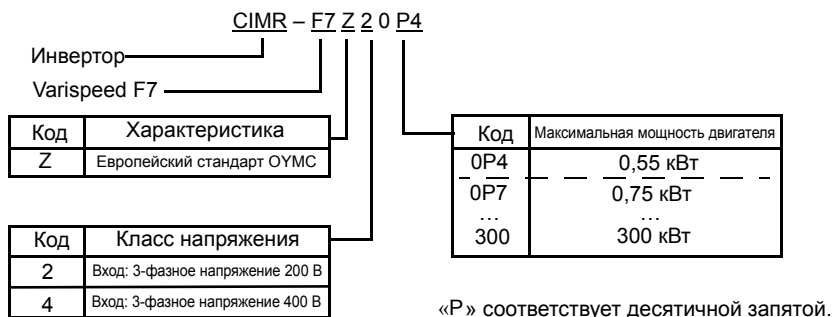 CIMR – F7 Z 2 0 P4
Инвертор
Varispeed F7
Код Характеристика
Z Европейский стандарт OYMC
Код Класс напряжения
2 Вход: 3-фазное напряжение 200 В
4 Вход: 3-фазное напряжение 400 В
Код Максимальная мощность двигателя
0P4 0,55 кВт
0P7 0,75 кВт
… …
300 300 кВт
«P» соответствует десятичной запятой.